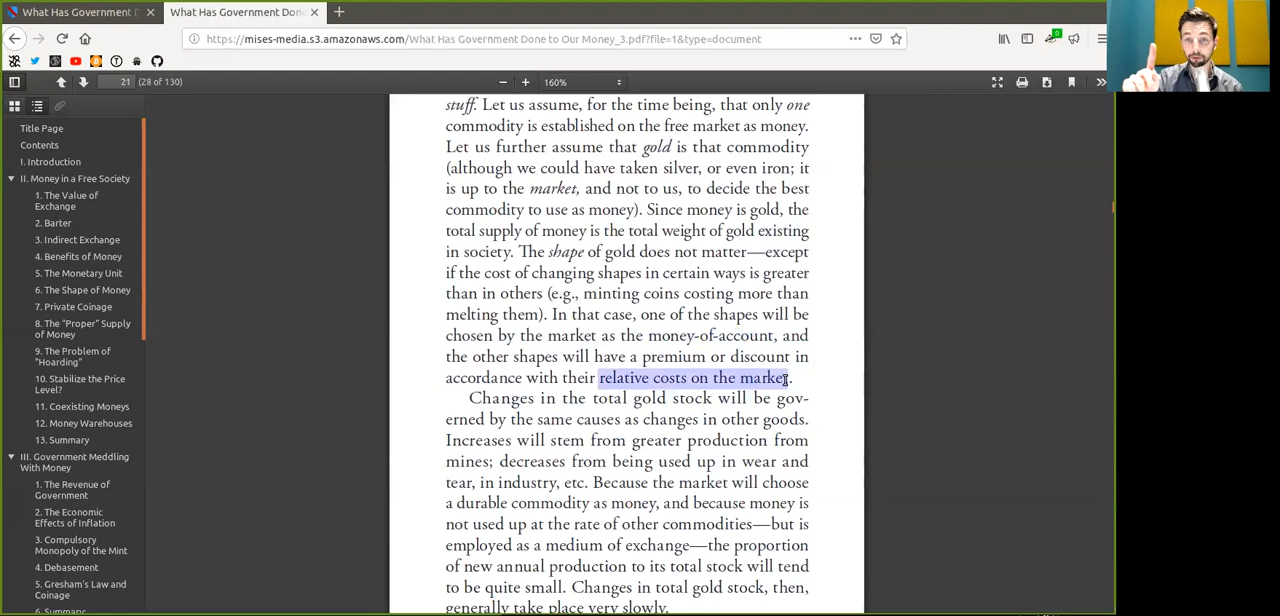 What Has Government Done
What Has Government Done
https://mises-media.s3.amazonaws.com/What Has Government Done to Our Money_3.pdf?file=1&type=document
0
21
(28 of 130)
160%
Title Page
Contents
I. Introduction
II. Money in a Free Society
1. The Value of
Exchange
2. Barter
3. Indirect Exchange
4. Benefits of Money
5. The Monetary Unit
6. The Shape of Money
7. Private Coinage
8. The "Proper" Supply
of Money
9. The Problem of
"Hoarding"
10. Stabilize the Price
Level?
11. Coexisting Moneys
12. Money Warehouses
13. Summary
III. Government Meddling
With Money
1. The Revenue of
Government
2. The Economic
Effects of Inflation
3. Compulsory
Monopoly of the Mint
4. Debasement
5. Gresham's Law and
Coinage
6. Summary
stuff. Let us assume, for the time being, that only one
commodity is established on the free market as money.
Let us further assume that gold is that commodity
(although we could have taken silver, or even iron; it
is up to the market, and not to us, to decide the best
commodity to use as money). Since money is gold, the
total supply of money is the total weight of gold existing
in society. The shape of gold does not matter—except
if the cost of changing shapes in certain ways is greater
than in others (e.g., minting coins costing more than
melting them). In that case, one of the shapes will be
chosen by the market as the money-of-account, and
the other shapes will have a premium or discount in
accordance with their relative costs on the market.
Changes in the total gold stock will be gov-
erned by the same causes as changes in other goods.
Increases will stem from greater production from
mines; decreases from being used up in wear and
tear, in industry, etc. Because the market will choose
a durable commodity as money, and because money is
not used up at the rate of other commodities—but is
employed as a medium of exchange—the proportion
of new annual production to its total stock will tend
to be quite small. Changes in total gold stock, then,
generally take place very slowly.